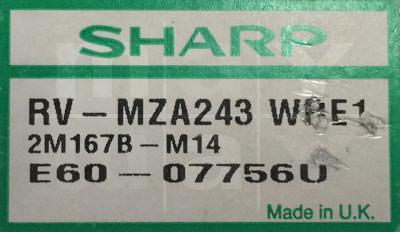 SHARP
RV-MZA243 WRE1
2M167B-M14
E60-07756U
Made in U.K.